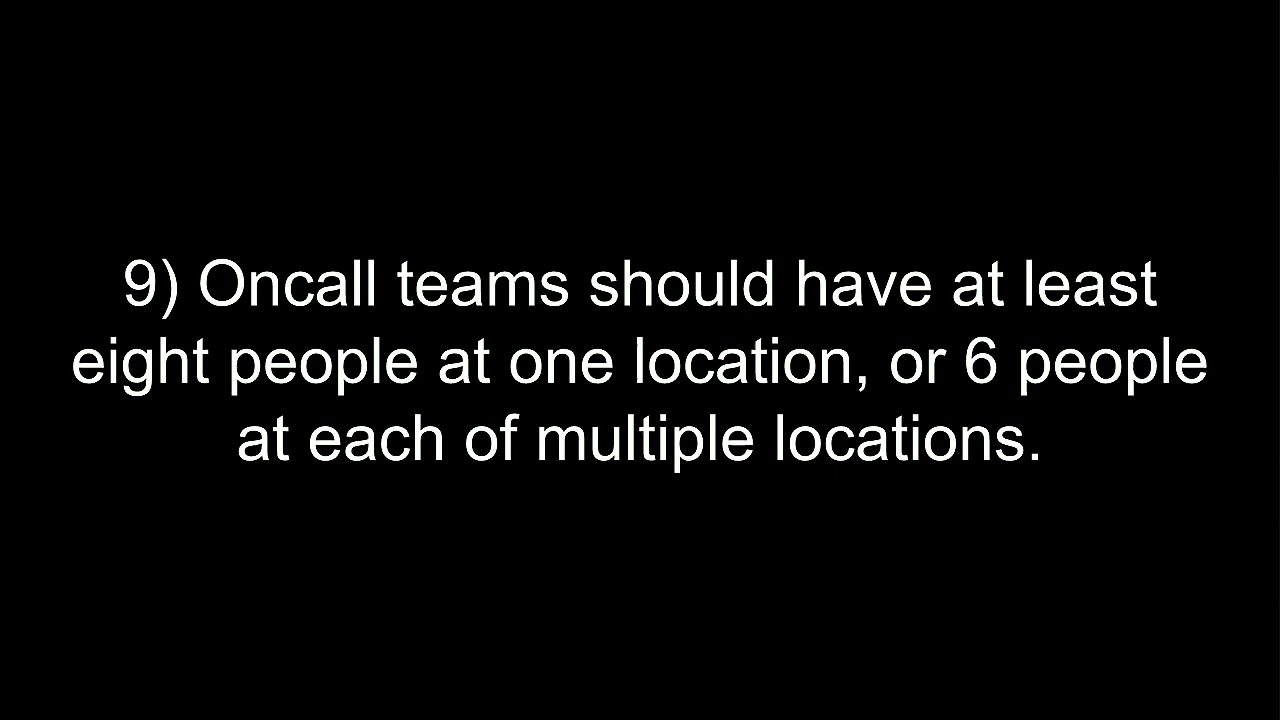 9) Oncall teams should have at least
eight people at one location, or 6 people
at each of multiple locations.